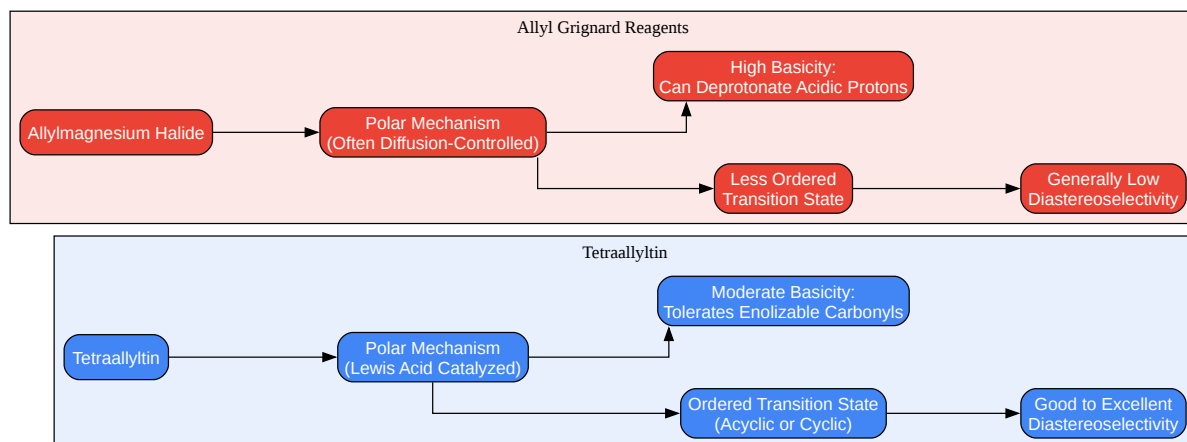 Allyl Grignard Reagents
High Basicity:
Can Deprotonate Acidic Protons
Allylmagnesium Halide
Polar Mechanism
(Often Diffusion-Controlled)
Less Ordered
Transition State
Generally Low
Diastereoselectivity
Tetraallyltin
Moderate Basicity:
Tolerates Enolizable Carbonyls
Tetraallyltin
Polar Mechanism
(Lewis Acid Catalyzed)
Ordered Transition State
(Acyclic or Cyclic)
Good to Excellent
Diastereoselectivity